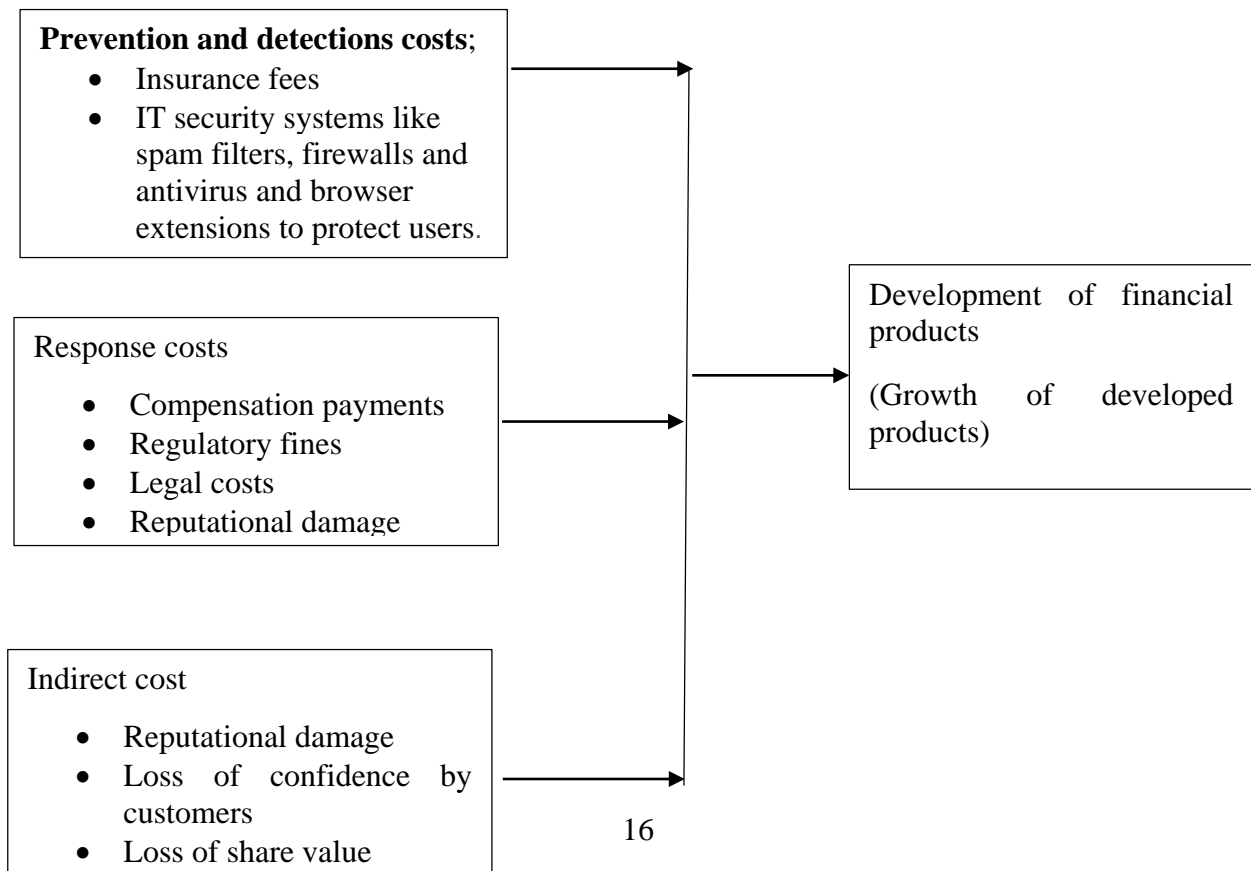 Prevention and detections costs;
• Insurance fees
• IT security systems like
spam filters, firewalls and
antivirus and browser
extensions to protect users.
Response costs
• Compensation payments
• Regulatory fines
• Legal costs
• Reputational damage
Indirect cost
• Reputational damage
• Loss of confidence by
customers
• Loss of share value
Development of financial
products
(Growth of developed
products)
16